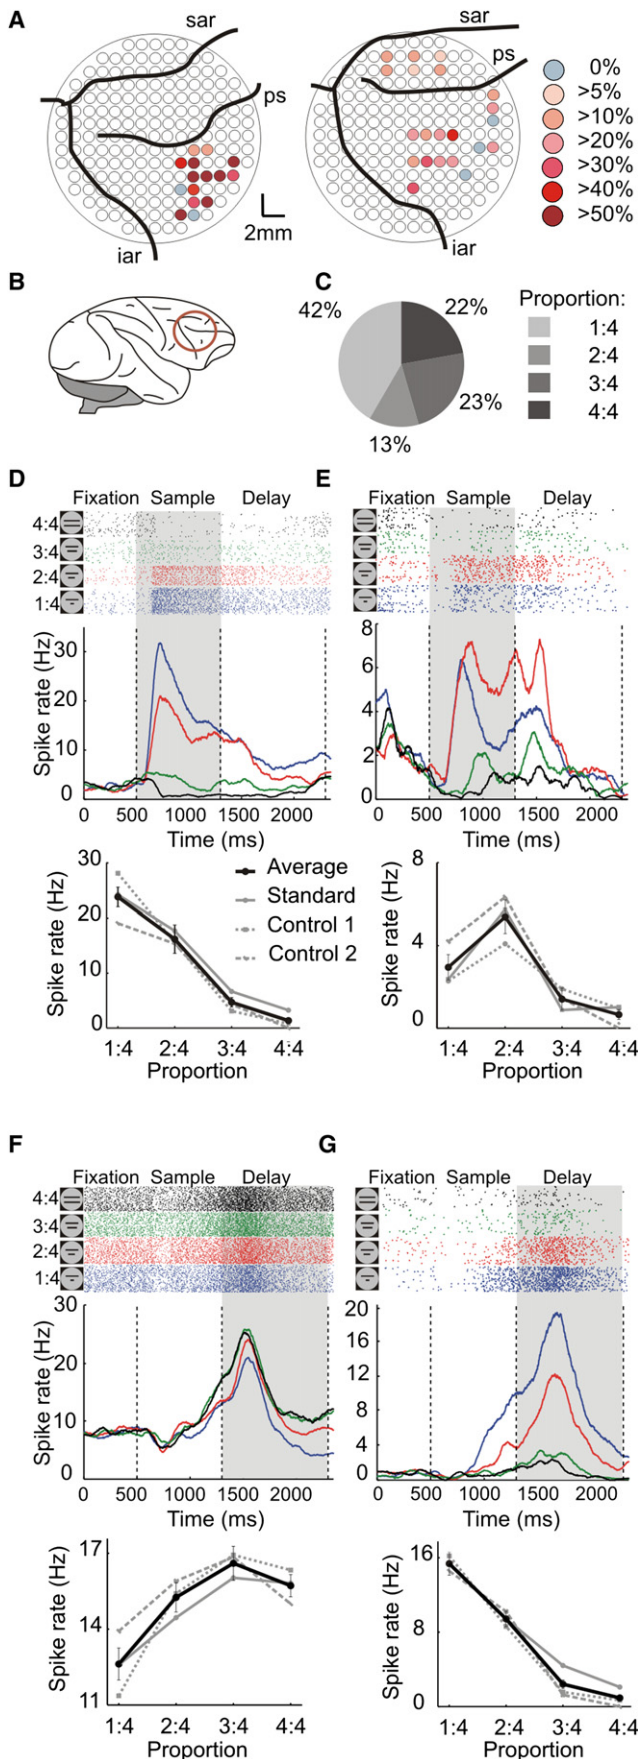 A
sar
ps
iar
2mm
sar
ps
iar
0%
>5%
>10%
>20%
>30%
>40%
>50%
B
C
42%
22%
23%
13%
Proportion:
1:4
2:4
3:4
4:4
D
Fixation Sample Delay
4:4
3:4
2:4
1:4
Spike rate (Hz)
30
20
10
0
0 500 1000 1500 2000
Time (ms)
Spike rate (Hz)
30
20
10
0
Average
Standard
Control 1
Control 2
1:4 2:4 3:4 4:4
Proportion
E
Fixation Sample Delay
8
6
4
2
0
0 500 1000 1500 2000
Time (ms)
Spike rate (Hz)
8
4
0
1:4 2:4 3:4 4:4
Proportion
F
Fixation Sample Delay
4:4
3:4
2:4
1:4
Spike rate (Hz)
30
20
10
0
0 500 1000 1500 2000
Time (ms)
Spike rate (Hz)
17
14
11
1:4 2:4 3:4 4:4
Proportion
G
Fixation Sample Delay
Spike rate (Hz)
20
16
12
8
4
0
0 500 1000 1500 2000
Time (ms)
Spike rate (Hz)
16
8
0
1:4 2:4 3:4 4:4
Proportion